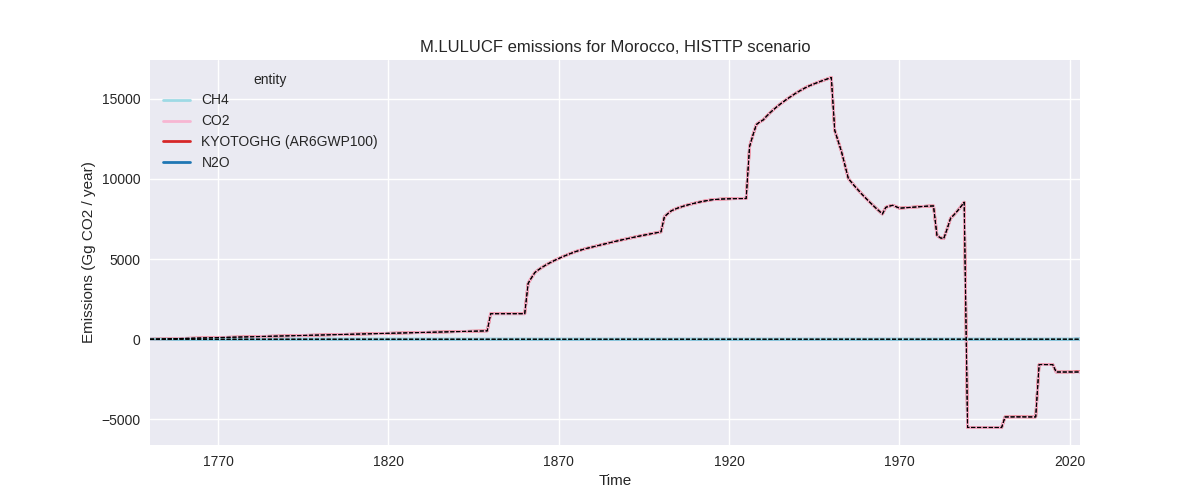 M.LULUCF emissions for Morocco, HISTTP scenario
entity
CH4
CO2
KYOTOGHG (AR6GWP100)
N2O
Emissions (Gg CO2 / year)
15000
10000
5000
0
−5000
1770
1820
1870
1920
1970
2020
Time